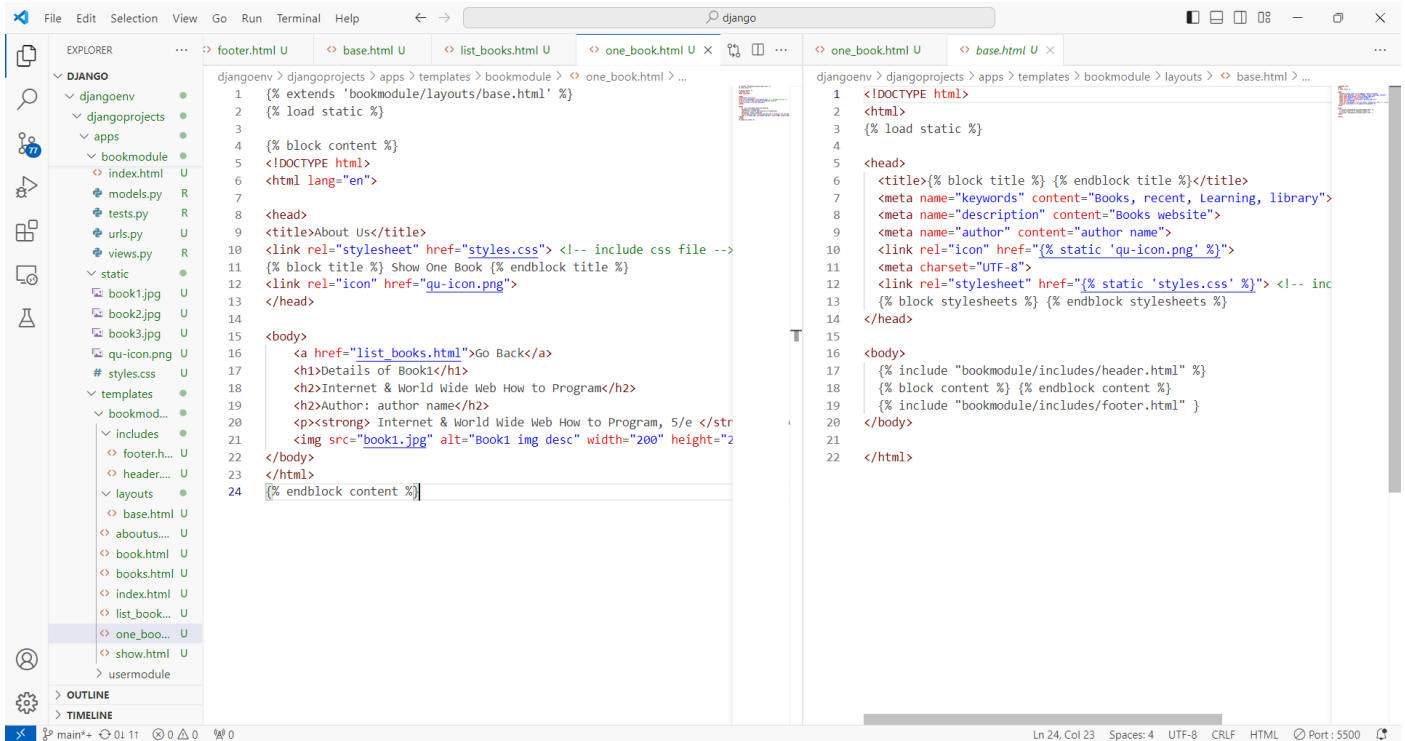 File Edit Selection View Go Run Terminal Help
django
EXPLORER
DJANGO
djangoenv
djangoprojects
apps
bookmodule
index.html U
models.py R
tests.py R
urls.py U
views.py R
static
book1.jpg U
book2.jpg U
book3.jpg U
qu-icon.png U
# styles.css U
templates
bookmod...
includes
footer.h... U
header.... U
layouts
base.html U
aboutus.... U
book.html U
books.html U
index.html U
list_book... U
one_boo... U
show.html U
usermodule
OUTLINE
TIMELINE
77
footer.html U base.html U list_books.html U one_book.html U
djangoenv > djangoprojects > apps > templates > bookmodule > one_book.html > ...
1 {% extends 'bookmodule/layouts/base.html' %}
2 {% load static %}
3
4 {% block content %}
5 <!DOCTYPE html>
6 <html lang="en">
7
8 <head>
9 <title>About Us</title>
10 <link rel="stylesheet" href="styles.css"> <!-- include css file -->
11 {% block title %} Show One Book {% endblock title %}
12 <link rel="icon" href="qu-icon.png">
13 </head>
14
15 <body>
16 <a href="list_books.html">Go Back</a>
17 <h1>Details of Book1</h1>
18 <h2>Internet & World Wide Web How to Program</h2>
19 <h2>Author: author name</h2>
20 <p><strong> Internet & World Wide Web How to Program, 5/e </str
21 <img src="book1.jpg" alt="Book1 img desc" width="200" height="2
22 </body>
23 </html>
24 {% endblock content %}
one_book.html U base.html U
djangoenv > djangoprojects > apps > templates > bookmodule > layouts > base.html > ...
1 <!DOCTYPE html>
2 <html>
3 {% load static %}
4
5 <head>
6 <title>{% block title %} {% endblock title %}</title>
7 <meta name="keywords" content="Books, recent, Learning, library">
8 <meta name="description" content="Books website">
9 <meta name="author" content="author name">
10 <link rel="icon" href="{% static 'qu-icon.png' %}">
11 <meta charset="UTF-8">
12 <link rel="stylesheet" href="{% static 'styles.css' %}"> <!-- inc
13 {% block stylesheets %} {% endblock stylesheets %}
14 </head>
15
16 <body>
17 {% include "bookmodule/includes/header.html" %}
18 {% block content %} {% endblock content %}
19 {% include "bookmodule/includes/footer.html" }
20 </body>
21
22 </html>
main*+ 0↓ 1↑ 0 0 0 Ln 24, Col 23 Spaces: 4 UTF-8 CRLF HTML Port : 5500